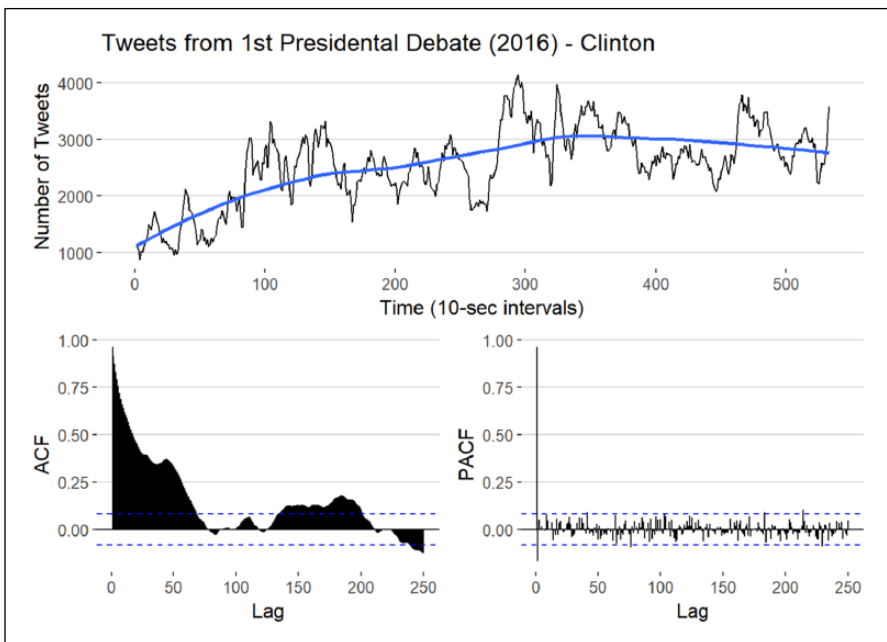 Tweets from 1st Presidental Debate (2016) - Clinton
Number of Tweets
4000
3000
2000
1000
0 100 200 300 400 500
Time (10-sec intervals)
ACF
1.00
0.75
0.50
0.25
0.00
0 50 100 150 200 250
Lag
PACF
1.00
0.75
0.50
0.25
0.00
0 50 100 150 200 250
Lag